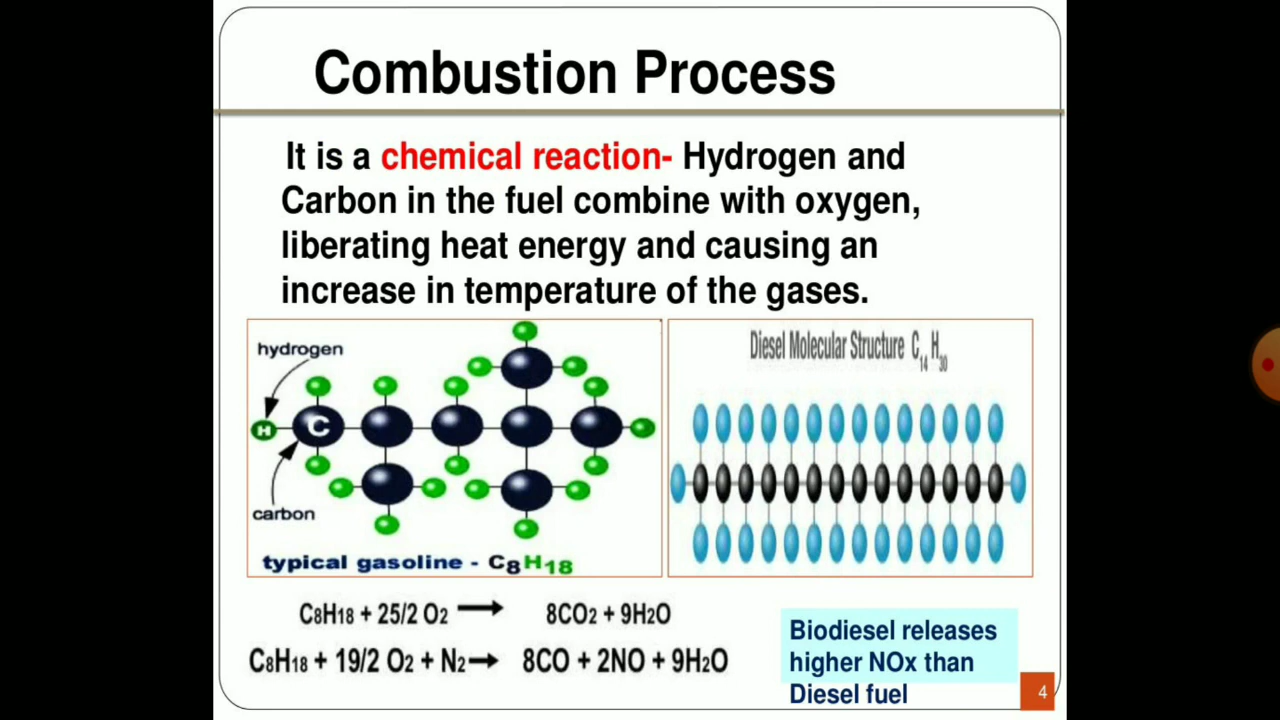 Combustion Process
It is a chemical reaction- Hydrogen and
Carbon in the fuel combine with oxygen,
liberating heat energy and causing an
increase in temperature of the gases.
hydrogen
H
C
carbon
typical gasoline - C8H18
Diesel Molecular Structure C14 H30
C8H18 + 25/2 O2 → 8CO2 + 9H2O
C8H18 + 19/2 O2 + N2→ 8CO + 2NO + 9H2O
Biodiesel releases
higher NOx than
Diesel fuel
4